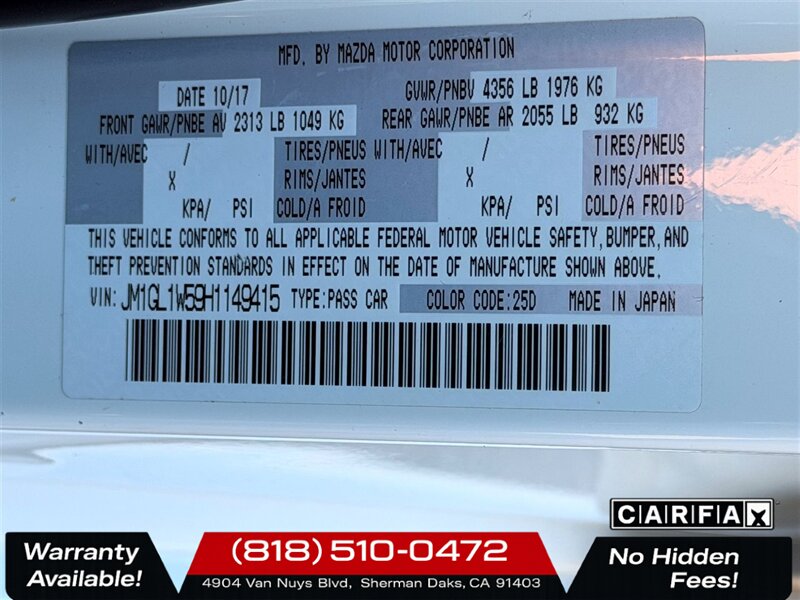 MFD. BY MAZDA MOTOR CORPORATION
DATE 10/17 GVWR/PNBV 4356 LB 1976 KG
FRONT GAWR/PNBE AV 2313 LB 1049 KG REAR GAWR/PNBE AR 2055 LB 932 KG
WITH/AVEC / TIRES/PNEUS WITH/AVEC / TIRES/PNEUS
X RIMS/JANTES X RIMS/JANTES
KPA/ PSI COLD/A FROID KPA/ PSI COLD/A FROID
THIS VEHICLE CONFORMS TO ALL APPLICABLE FEDERAL MOTOR VEHICLE SAFETY, BUMPER, AND
THEFT PREVENTION STANDARDS IN EFFECT ON THE DATE OF MANUFACTURE SHOWN ABOVE.
VIN: JM1GL1W59H1149415 TYPE:PASS CAR COLOR CODE:25D MADE IN JAPAN
CARFAX
Warranty
Available!
(818) 510-0472
4904 Van Nuys Blvd, Sherman Daks, CA 91403
No Hidden
Fees!